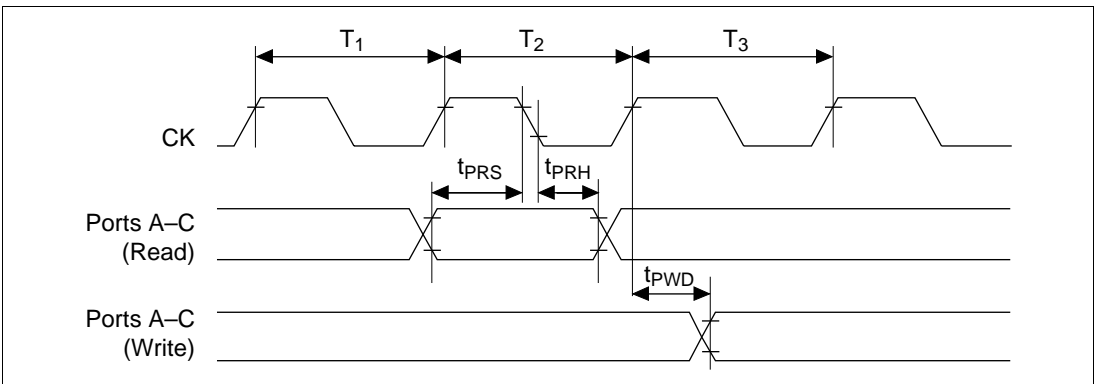 T1 T2 T3
CK
tPRS tPRH
Ports A–C
(Read)
tPWD
Ports A–C
(Write)